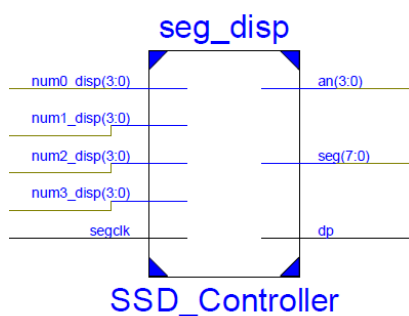 seg_disp
num0_disp(3:0)
an(3:0)
num1_disp(3:0)
num2_disp(3:0)
seg(7:0)
num3_disp(3:0)
segclk
dp
SSD_Controller